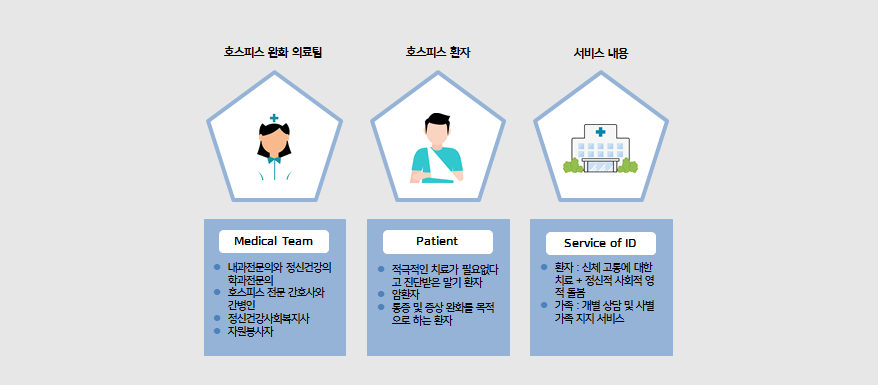 호스피스 완화 의료팀
호스피스 환자
서비스 내용
Medical Team
내과전문의와 정신건강의
학과전문의
호스피스 전문 간호사와
간병인
정신건강사회복지사
자원봉사자
Patient
적극적인 치료가 필요없다
고 진단받은 말기 환자
암환자
통증 및 증상 완화를 목적
으로 하는 환자
Service of ID
환자 : 신체 고통에 대한
치료 + 정신적 사회적 영
적 돌봄
가족 : 개별 상담 및 사별
가족 지지 서비스